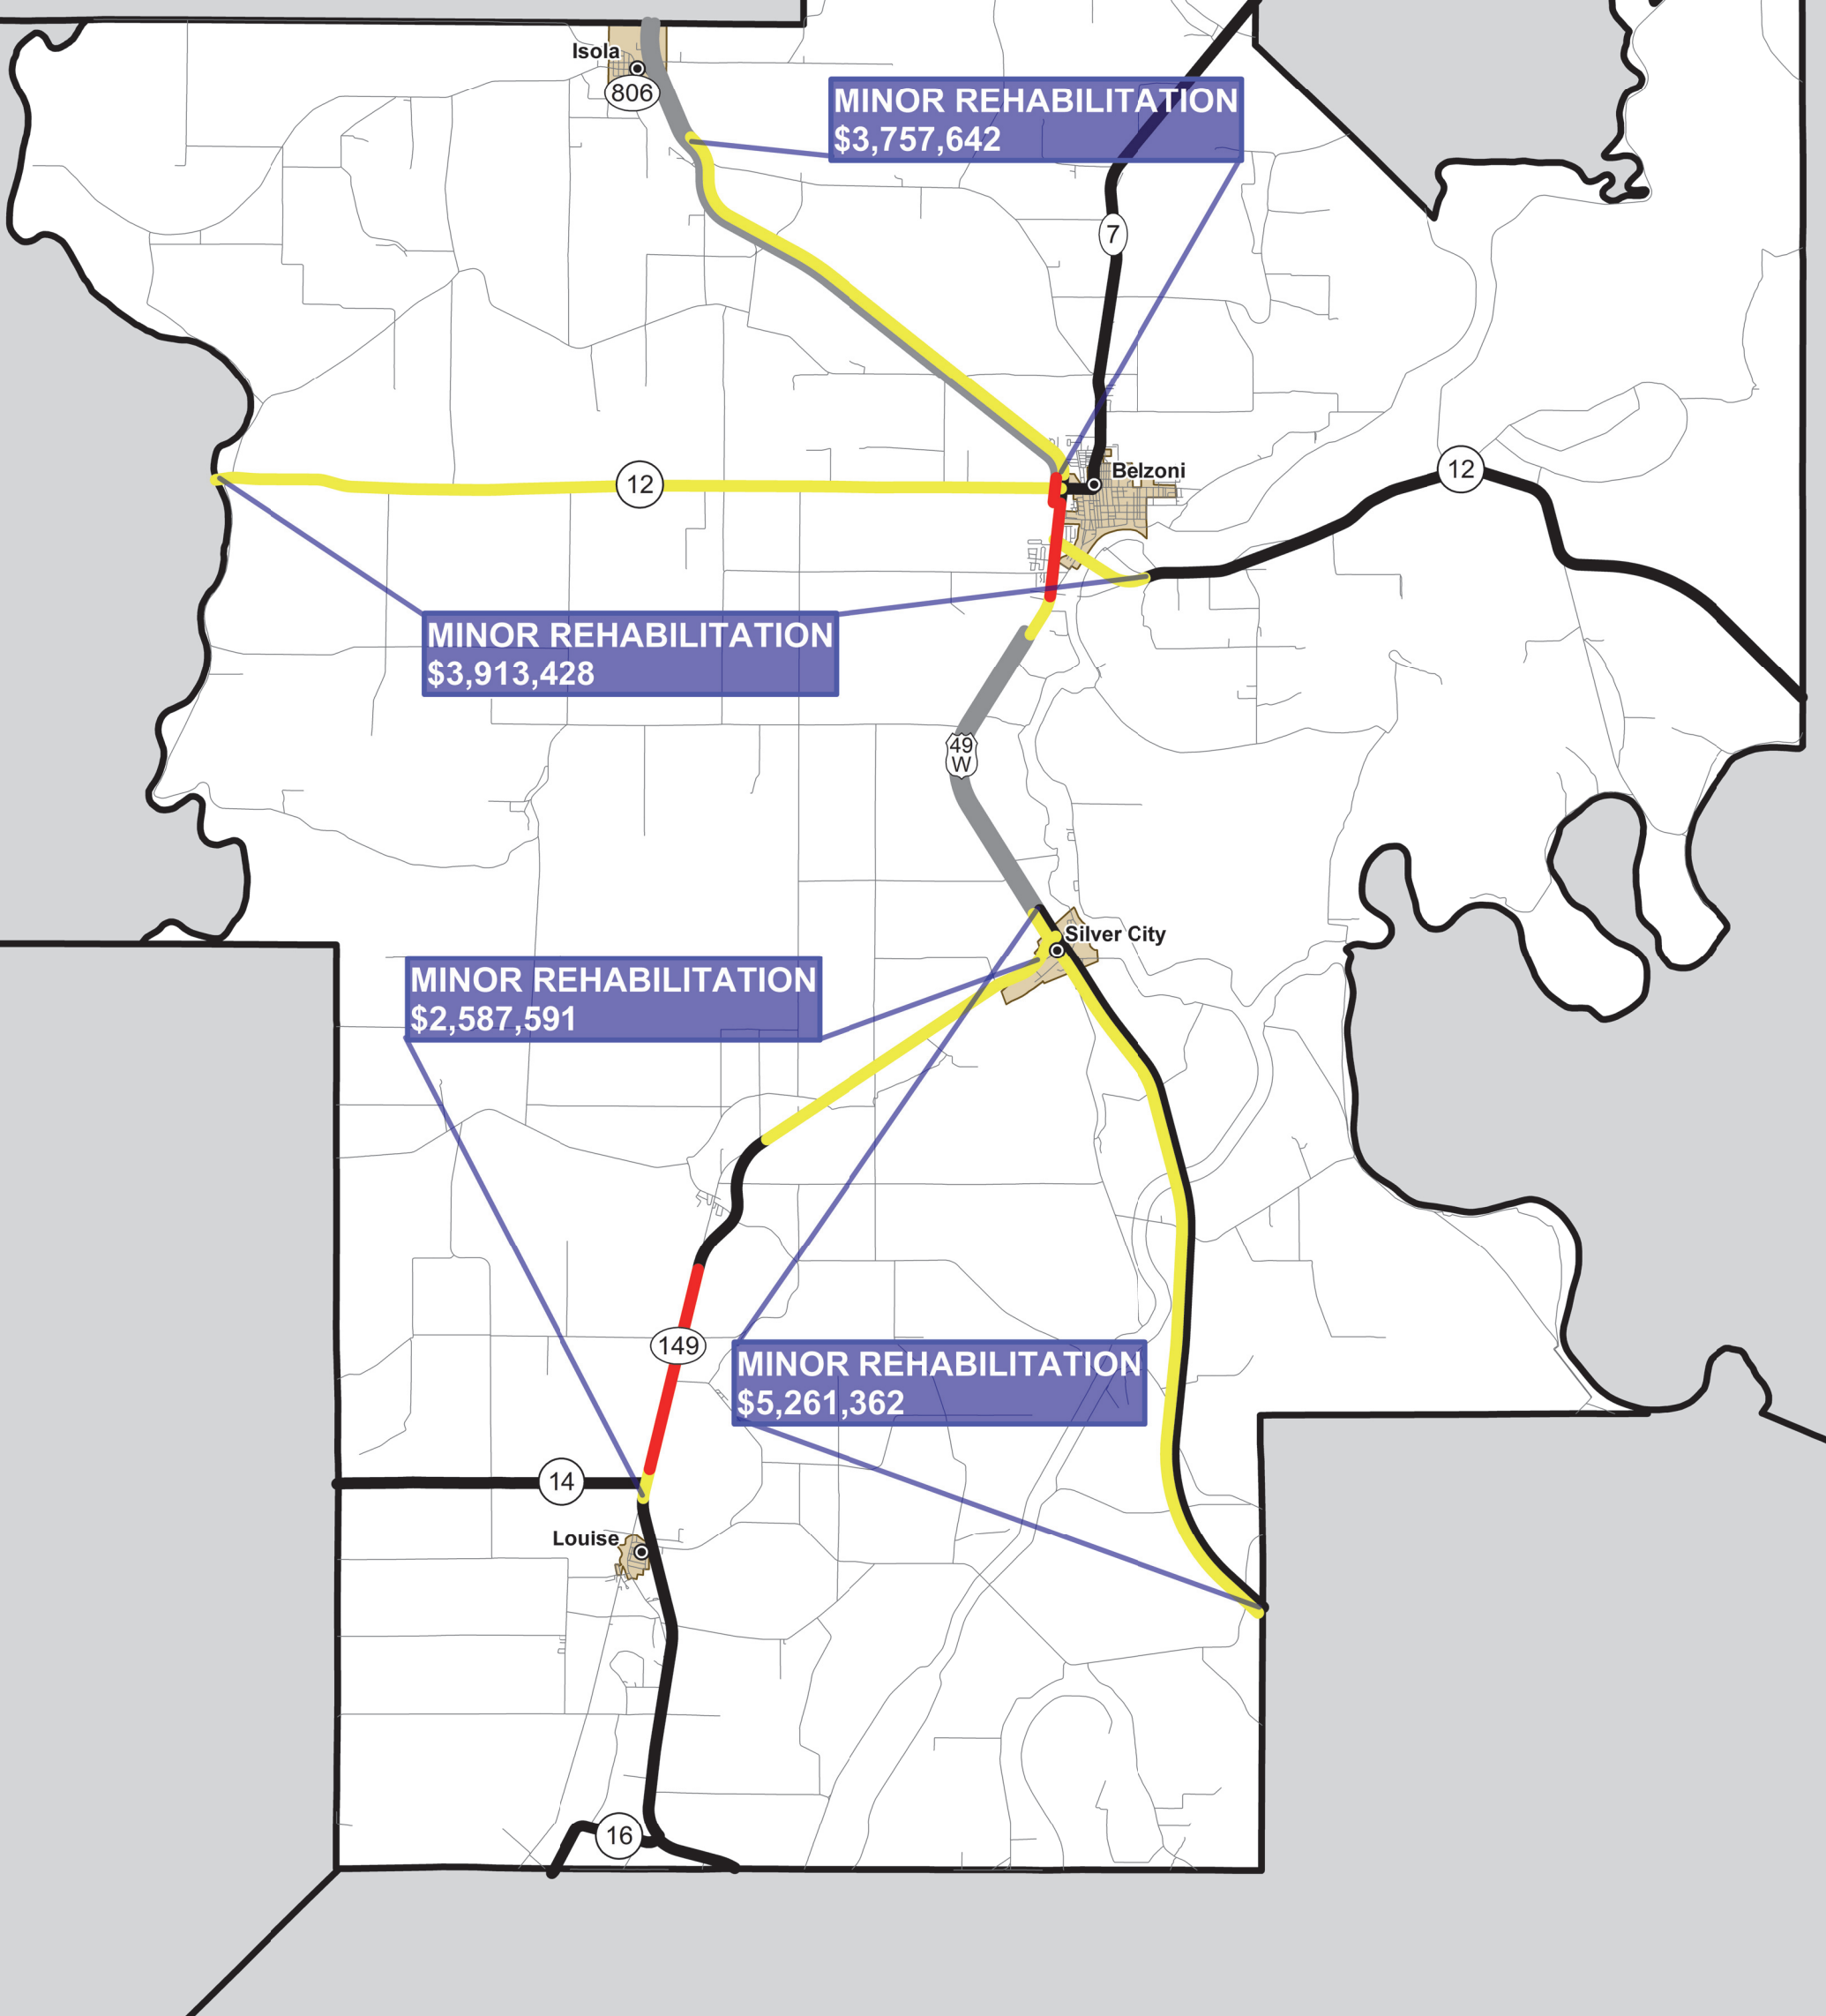 Isola
806
MINOR REHABILITATION
$3,757,642
7
Belzoni
12
12
MINOR REHABILITATION
$3,913,428
49
W
Silver City
MINOR REHABILITATION
$2,587,591
149
MINOR REHABILITATION
$5,261,362
14
Louise
16